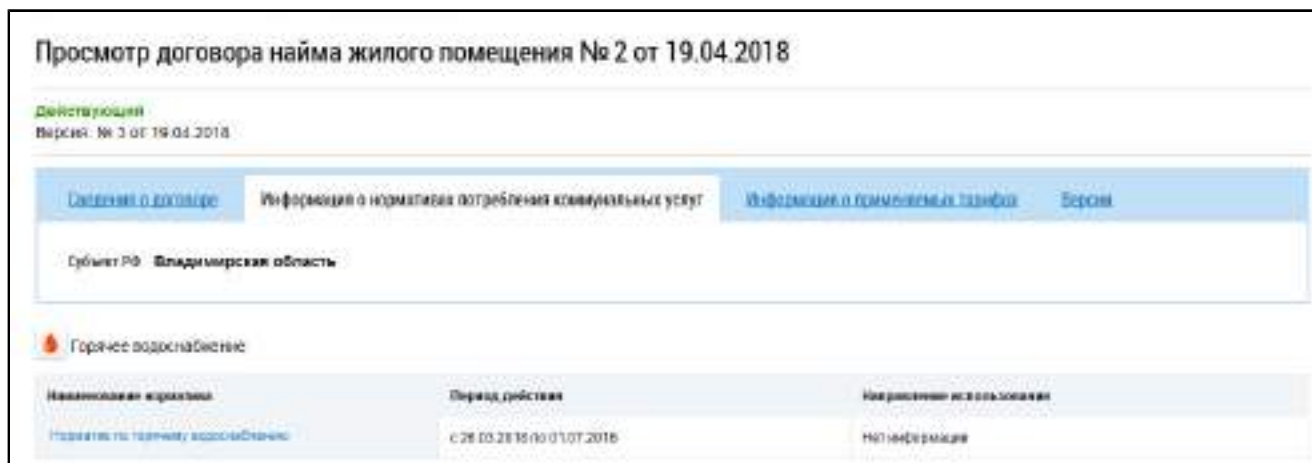 Просмотр договора найма жилого помещения № 2 от 19.04.2018
Действующий
Версия: № 3 от 19.04.2018
Сведения о договоре Информация о нормативах потребления коммунальных услуг Информация о применяемых тарифах Версии
Субъект РФ Владимирская область
Горячее водоснабжение
Наименование норматива Период действия Направление использования
Норматив по горячему водоснабжению с 26.03.2018 по 01.07.2018 Нет информации